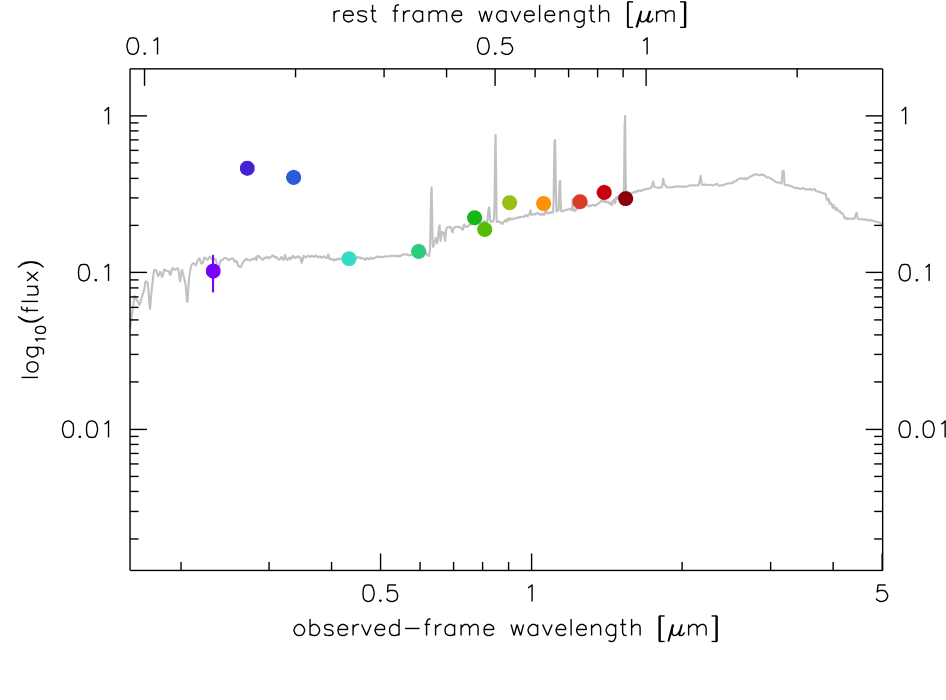 rest frame wavelength [μm]
0.1 0.5 1
1 1
0.1 0.1
0.01 0.01
log10(flux)
0.5 1 5
observed-frame wavelength [μm]